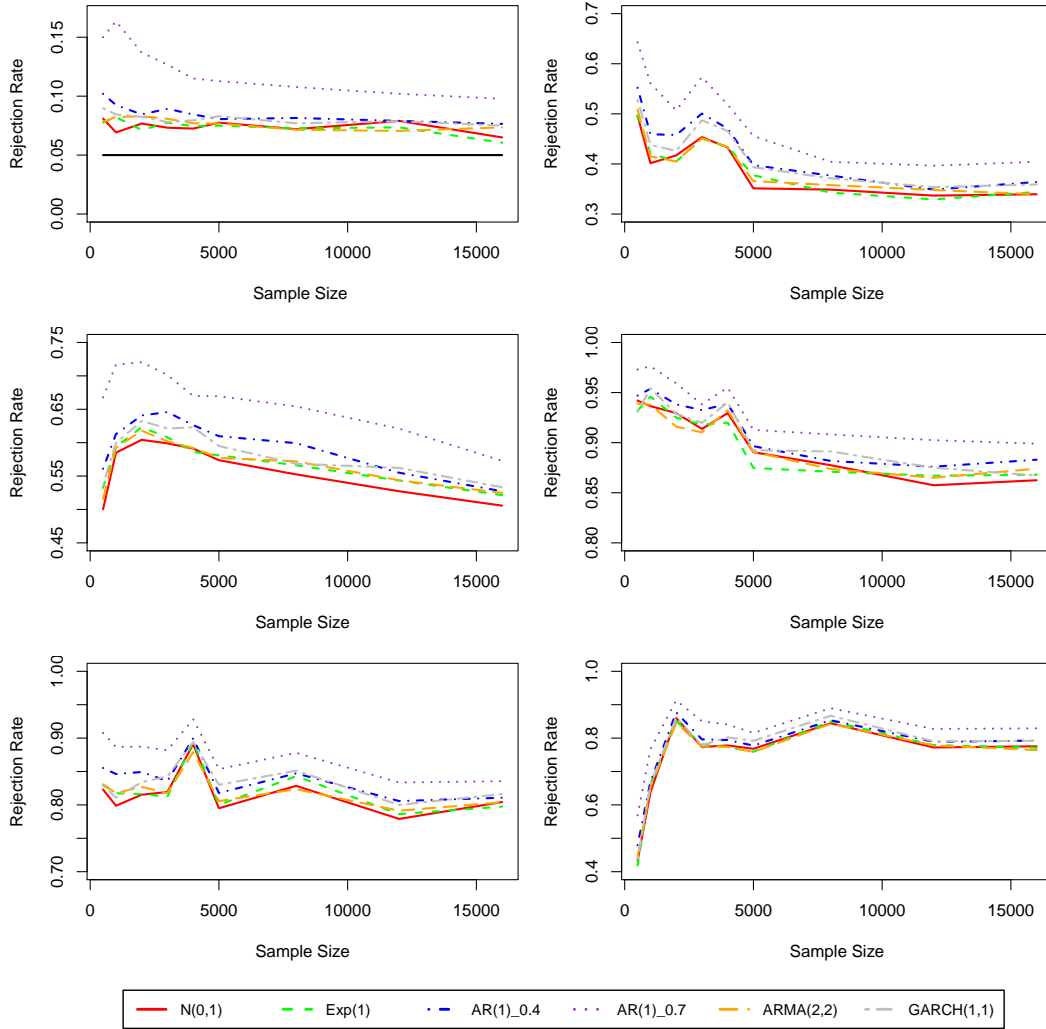 Rejection Rate
0.00
0.05
0.10
0.15
0
5000
10000
15000
Sample Size
Rejection Rate
0.3
0.4
0.5
0.6
0.7
0
5000
10000
15000
Sample Size
Rejection Rate
0.45
0.55
0.65
0.75
0
5000
10000
15000
Sample Size
Rejection Rate
0.80
0.85
0.90
0.95
1.00
0
5000
10000
15000
Sample Size
Rejection Rate
0.70
0.80
0.90
1.00
0
5000
10000
15000
Sample Size
Rejection Rate
0.4
0.6
0.8
1.0
0
5000
10000
15000
Sample Size
N(0,1)
Exp(1)
AR(1)_0.4
AR(1)_0.7
ARMA(2,2)
GARCH(1,1)